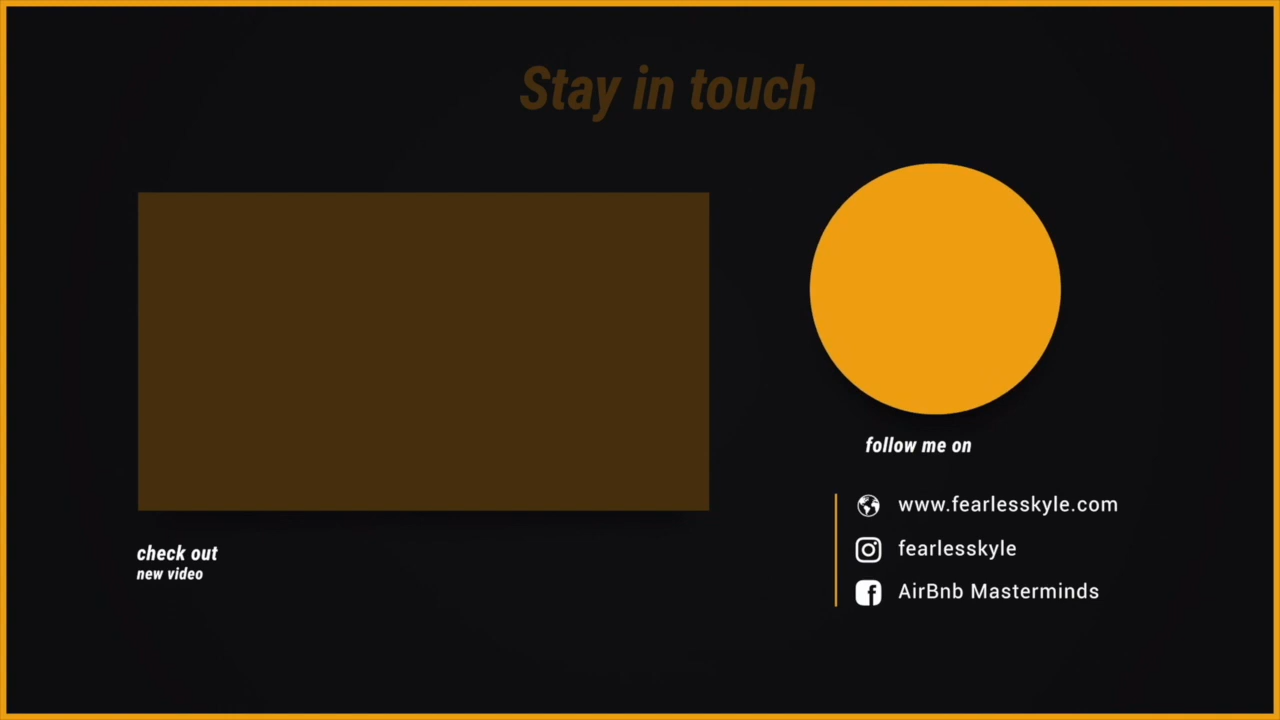 Stay in touch
follow me on
www.fearlesskyle.com
fearlesskyle
AirBnb Masterminds
check out
new video